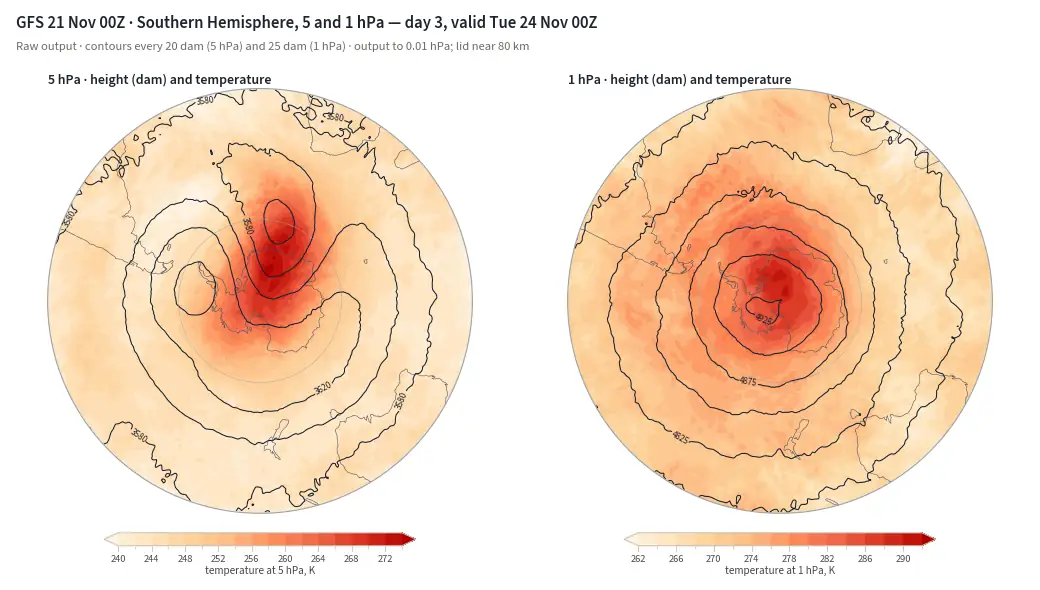 GFS 21 Nov 00Z · Southern Hemisphere, 5 and 1 hPa — day 3, valid Tue 24 Nov 00Z
Raw output · contours every 20 dam (5 hPa) and 25 dam (1 hPa) · output to 0.01 hPa; lid near 80 km
5 hPa · height (dam) and temperature
3580
3580
3580
3580
3620
3580
3580
240 244 248 252 256 260 264 268 272
temperature at 5 hPa, K
1 hPa · height (dam) and temperature
4925
4875
4825
262 266 270 274 278 282 286 290
temperature at 1 hPa, K